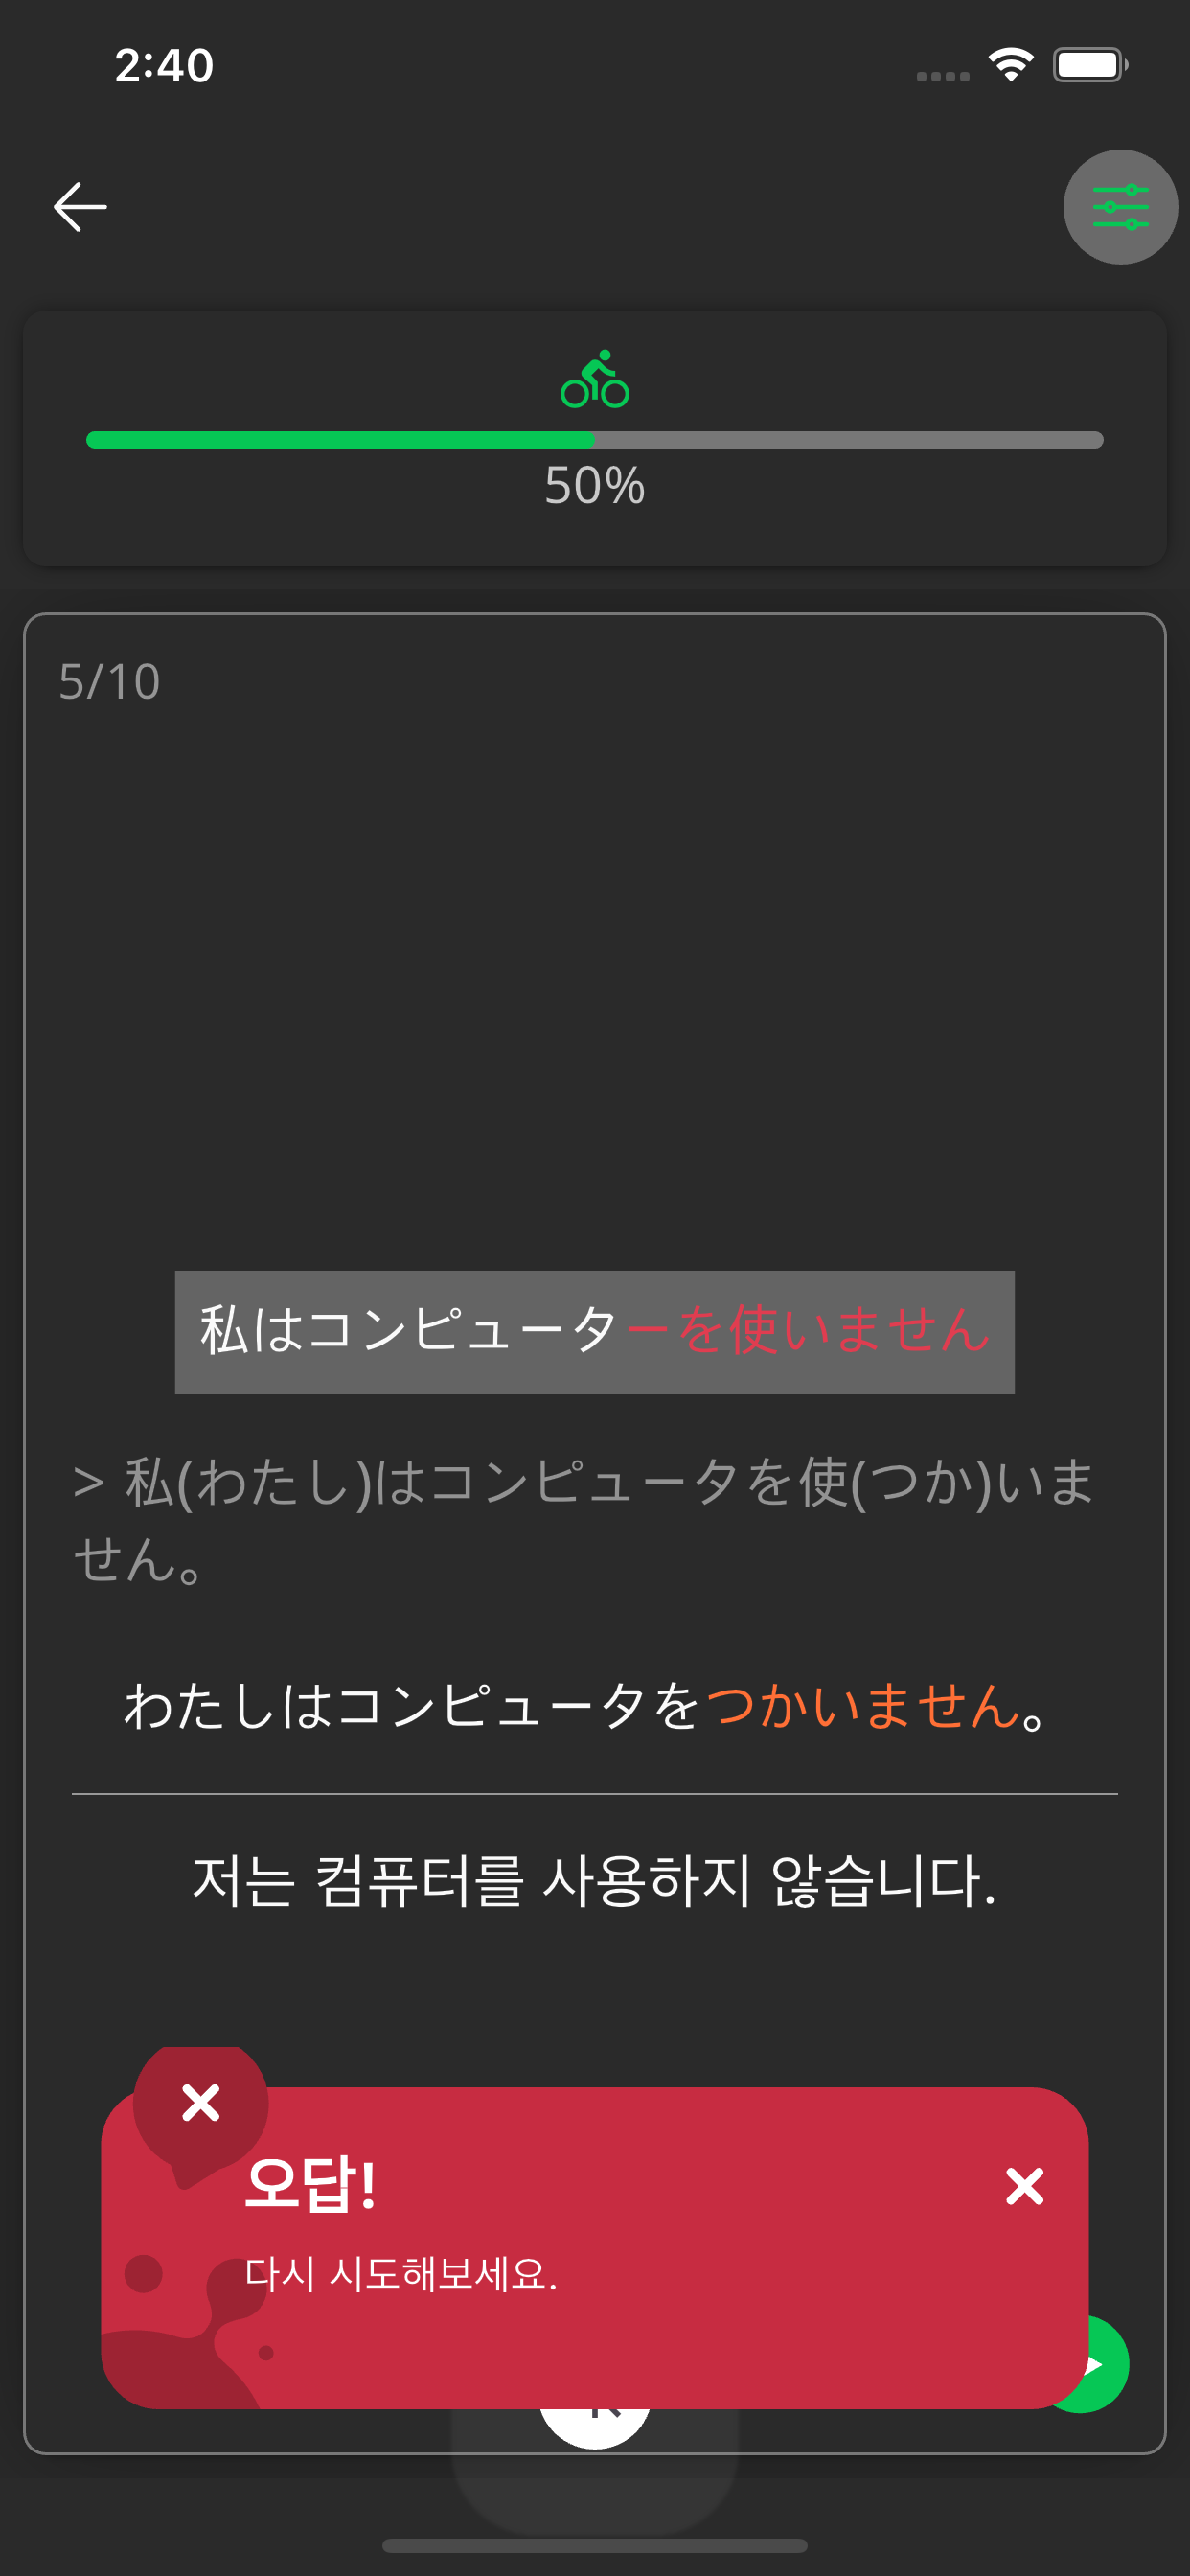 2:40
50%
5/10
私はコンピューターを使いません
> 私(わたし)はコンピュータを使(つか)いま
せん。
わたしはコンピュータをつかいません。
저는 컴퓨터를 사용하지 않습니다.
오답!
다시 시도해보세요.